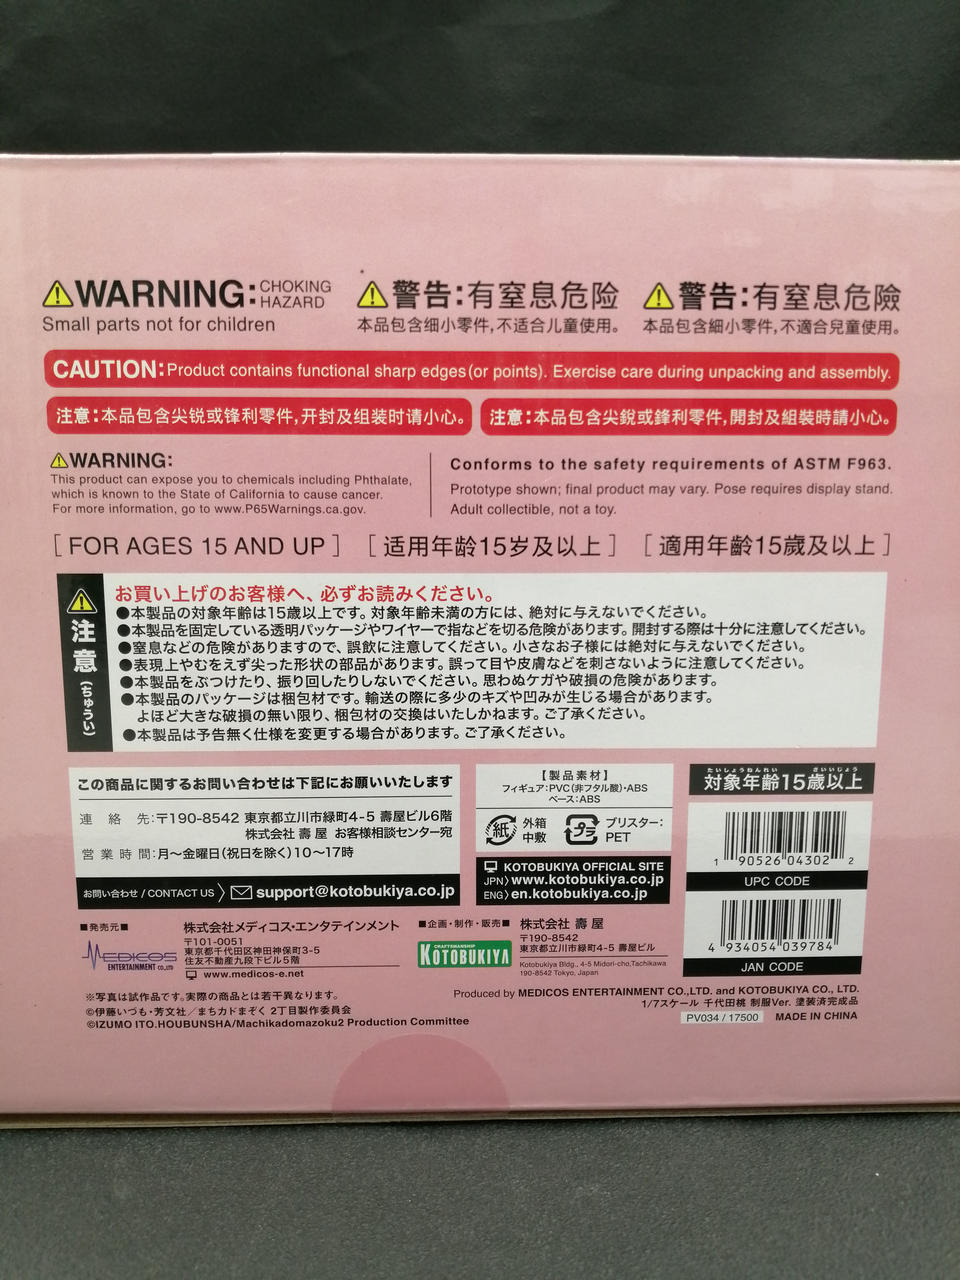 ⚠WARNING: CHOKING HAZARD
Small parts not for children
⚠警告:有窒息危险
本品包含细小零件,不适合儿童使用。
⚠警告:有窒息危險
本品包含細小零件,不適合兒童使用。
CAUTION:Product contains functional sharp edges(or points). Exercise care during unpacking and assembly.
注意:本品包含尖锐或锋利零件,开封及组装时请小心。
注意:本品包含尖銳或鋒利零件,開封及組裝時請小心。
⚠WARNING:
This product can expose you to chemicals including Phthalate,
which is known to the State of California to cause cancer.
For more information, go to www.P65Warnings.ca.gov.
Conforms to the safety requirements of ASTM F963.
Prototype shown; final product may vary. Pose requires display stand.
Adult collectible, not a toy.
[ FOR AGES 15 AND UP ]
[ 适用年龄15岁及以上 ]
[ 適用年齡15歲及以上 ]
⚠注意(ちゅうい)
お買い上げのお客様へ、必ずお読みください。
●本製品の対象年齢は15歳以上です。対象年齢未満の方には、絶対に与えないでください。
●本製品を固定している透明パッケージやワイヤーで指などを切る危険があります。開封する際は十分に注意してください。
●窒息などの危険がありますので、誤飲に注意してください。小さなお子様には絶対に与えないでください。
●表現上やむをえず尖った形状の部品があります。誤って目や皮膚などを刺さないように注意してください。
●本製品をぶつけたり、振り回したりしないでください。思わぬケガや破損の危険があります。
●本製品のパッケージは梱包材です。輸送の際に多少のキズや凹みが生じる場合があります。
よほど大きな破損の無い限り、梱包材の交換はいたしかねます。ご了承ください。
●本製品は予告無く仕様を変更する場合があります。ご了承ください。
この商品に関するお問い合わせは下記にお願いいたします
連絡先:〒190-8542 東京都立川市緑町4-5 壽屋ビル6階
株式会社 壽屋 お客様相談センター宛
営業時間:月〜金曜日(祝日を除く)10〜17時
お問い合わせ / CONTACT US 〉 support@kotobukiya.co.jp
【製品素材】
フィギュア:PVC(非フタル酸)・ABS
ベース:ABS
紙 外箱 中敷
プラ ブリスター: PET
KOTOBUKIYA OFFICIAL SITE
JPN〉www.kotobukiya.co.jp
ENG〉en.kotobukiya.co.jp
たいしょうねんれい さいいじょう
対象年齢15歳以上
1 90526 04302 2
UPC CODE
4 934054 039784
JAN CODE
■発売元■
MEDICOS
ENTERTAINMENT CO.,LTD
株式会社メディコス・エンタテインメント
〒101-0051
東京都千代田区神田神保町3-5
住友不動産九段下ビル5階
www.medicos-e.net
■企画・制作・販売■
CRAFTSMANSHIP
KOTOBUKIYA
株式会社 壽屋
〒190-8542
東京都立川市緑町4-5 壽屋ビル
Kotobukiya Bldg., 4-5 Midori-cho,Tachikawa
190-8542 Tokyo, Japan
※写真は試作品です。実際の商品とは若干異なります。
©伊藤いづも・芳文社／まちカドまぞく 2丁目製作委員会
©IZUMO ITO.HOUBUNSHA/Machikadomazoku2 Production Committee
Produced by MEDICOS ENTERTAINMENT CO.,LTD. and KOTOBUKIYA CO., LTD.
1/7スケール 千代田桃 制服Ver. 塗装済完成品
PV034 / 17500 MADE IN CHINA